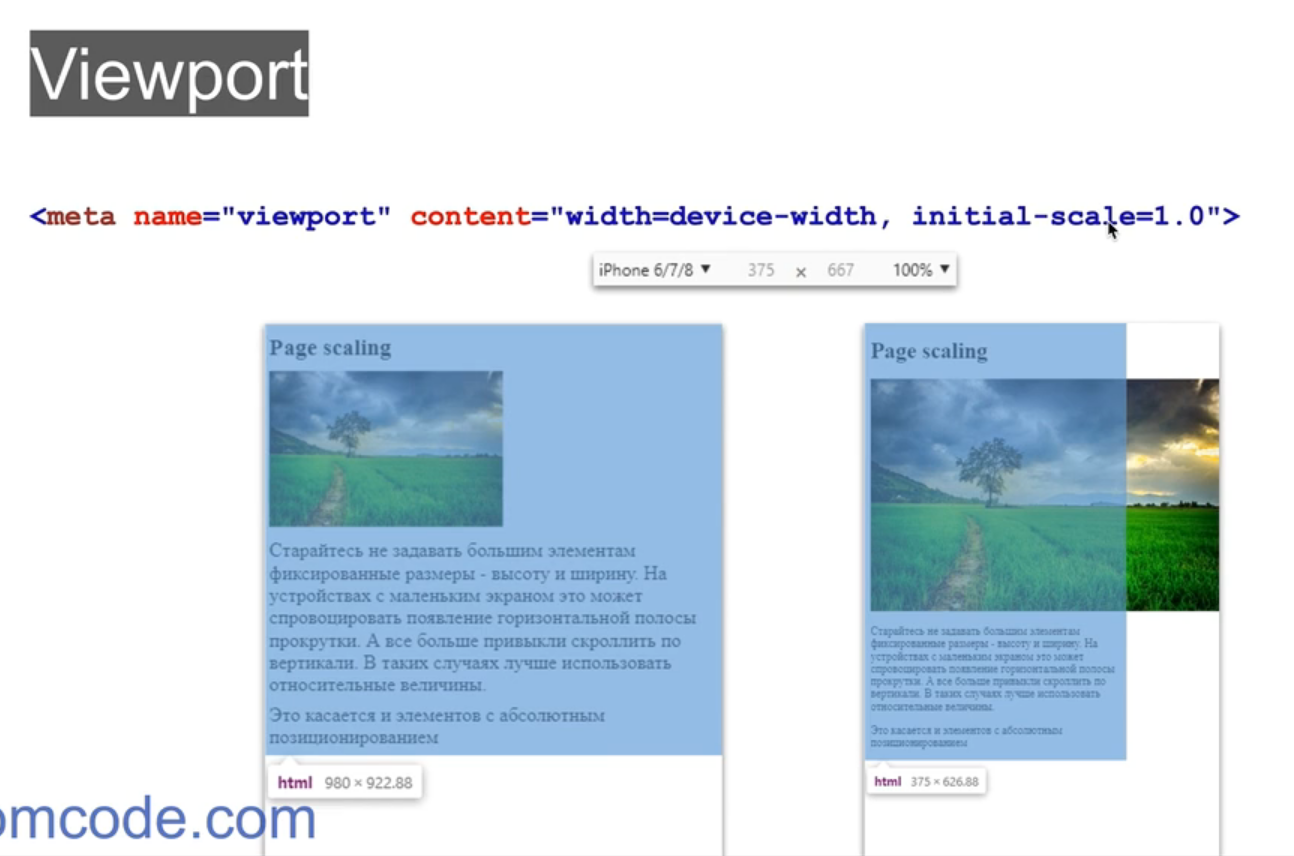 Viewport
<meta name="viewport" content="width=device-width, initial-scale=1.0">
iPhone 6/7/8 ▼ 375 × 667 100% ▼
Page scaling
Старайтесь не задавать большим элементам
фиксированные размеры - высоту и ширину. На
устройствах с маленьким экраном это может
спровоцировать появление горизонтальной полосы
прокрутки. А все больше привыкли скроллить по
вертикали. В таких случаях лучше использовать
относительные величины.
Это касается и элементов с абсолютным
позиционированием
html 980 × 922.88
Page scaling
Старайтесь не задавать большим элементам
фиксированные размеры - высоту и ширину. На
устройствах с маленьким экраном это может
спровоцировать появление горизонтальной полосы
прокрутки. А все больше привыкли скроллить по
вертикали. В таких случаях лучше использовать
относительные величины.
Это касается и элементов с абсолютным
позиционированием
html 375 × 626.88
omcode.com